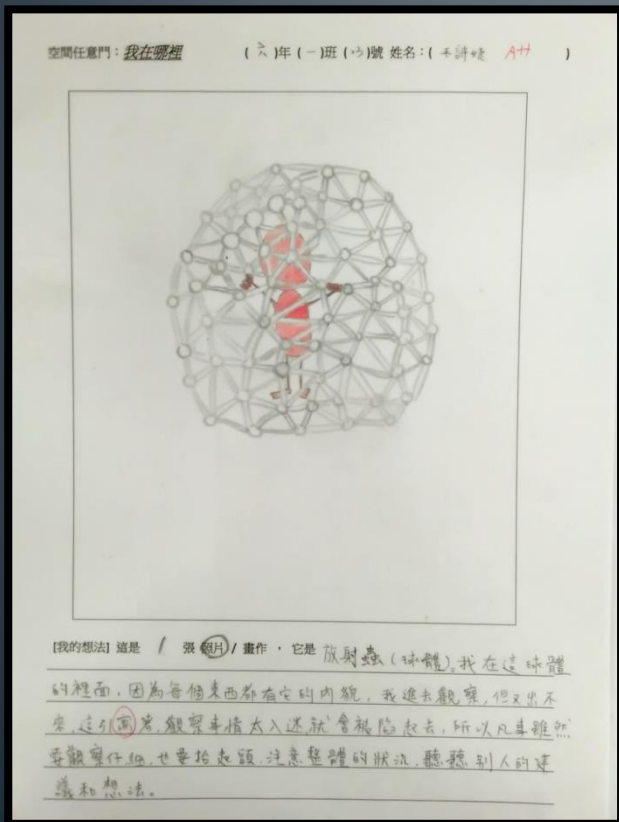 空間任意門：我在哪裡 (六)年(一)班()號 姓名：( 詩婕 A++ )
[我的想法] 這是 1 張 照片 / 畫作 ， 它是 放射蟲(球體)。我在這球體
的裡面，因為每個東西都有它的內貌，我進去觀察，但又出不
來，這引寓著，觀察事情太入迷就會被陷起去，所以凡事雖然
要觀察仔細，也要抬起頭，注意整體的狀況，聽聽別人的建
議和想法。